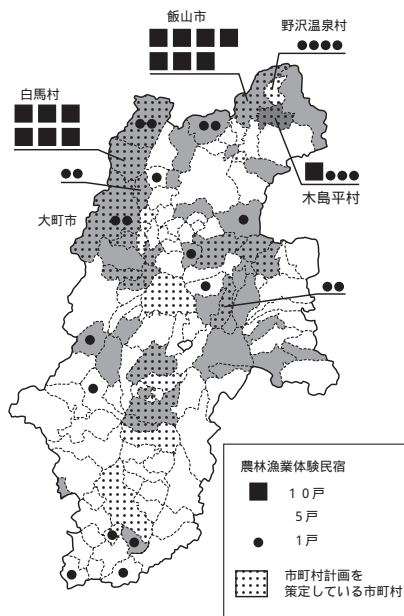 飯山市
野沢温泉村
白馬村
木島平村
大町市
農林漁業体験民宿
１０戸
５戸
１戸
市町村計画を
策定している市町村